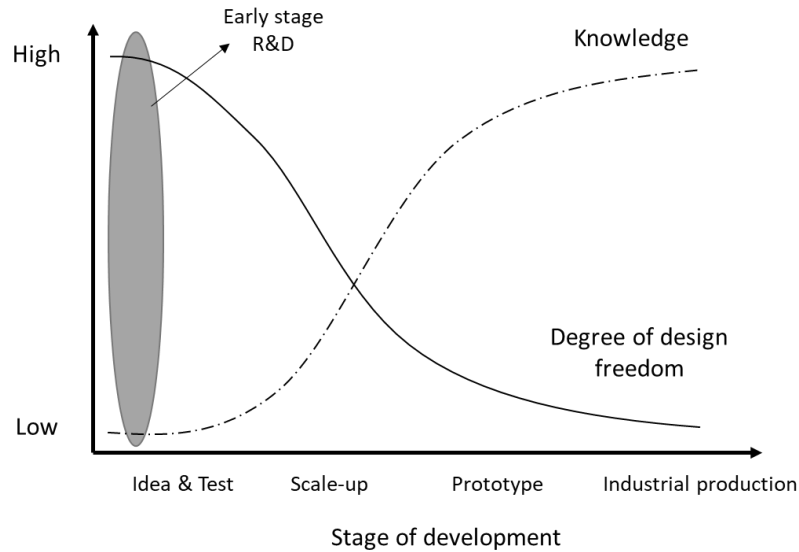 Early stage
R&D
High
Knowledge
Degree of design
freedom
Low
Idea & Test
Scale-up
Prototype
Industrial production
Stage of development